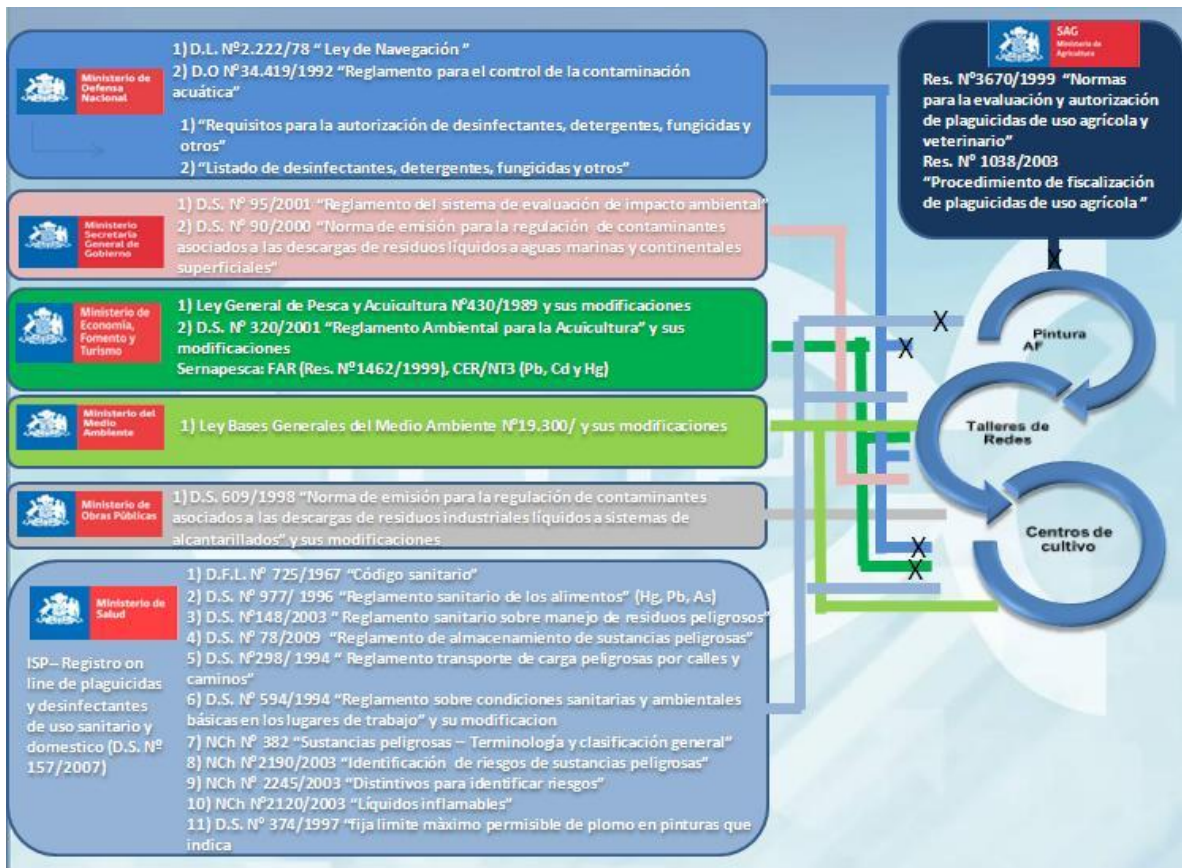 Ministerio de
Defensa
Nacional
1) D.L. Nº2.222/78 “ Ley de Navegación ”
2) D.O Nº34.419/1992 “Reglamento para el control de la contaminación
acuática”
1) “Requisitos para la autorización de desinfectantes, detergentes, fungicidas y
otros”
2) “Listado de desinfectantes, detergentes, fungicidas y otros”
Ministerio
Secretaría
General de
Gobierno
1) D.S. Nº 95/2001 “Reglamento del sistema de evaluación de impacto ambiental”
2) D.S. Nº 90/2000 “Norma de emisión para la regulación de contaminantes
asociados a las descargas de residuos líquidos a aguas marinas y continentales
superficiales”
Ministerio de
Economía,
Fomento y
Turismo
1) Ley General de Pesca y Acuicultura Nº430/1989 y sus modificaciones
2) D.S. Nº 320/2001 “Reglamento Ambiental para la Acuicultura” y sus
modificaciones
Sernapesca: FAR (Res. Nº1462/1999), CER/NT3 (Pb, Cd y Hg)
Ministerio del
Medio
Ambiente
1) Ley Bases Generales del Medio Ambiente Nº19.300/ y sus modificaciones
Ministerio de
Obras Públicas
1) D.S. 609/1998 “Norma de emisión para la regulación de contaminantes
asociados a las descargas de residuos industriales líquidos a sistemas de
alcantarillados” y sus modificaciones
Ministerio de
Salud
ISP– Registro on
line de plaguicidas
y desinfectantes
de uso sanitario y
domestico (D.S. Nº
157/2007)
1) D.F.L. Nº 725/1967 “Código sanitario”
2) D.S. Nº 977/ 1996 “Reglamento sanitario de los alimentos” (Hg, Pb, As)
3) D.S. Nº148/2003 “ Reglamento sanitario sobre manejo de residuos peligrosos”
4) D.S. Nº 78/2009 “Reglamento de almacenamiento de sustancias peligrosas”
5) D.S. Nº298/ 1994 “ Reglamento transporte de carga peligrosas por calles y
caminos”
6) D.S. Nº 594/1994 “Reglamento sobre condiciones sanitarias y ambientales
básicas en los lugares de trabajo” y su modificacion
7) NCh Nº 382 “Sustancias peligrosas – Terminología y clasificación general”
8) NCh Nº2190/2003 “Identificación de riesgos de sustancias peligrosas”
9) NCh Nº 2245/2003 “Distintivos para identificar riesgos”
10) NCh Nº2120/2003 “Líquidos inflamables”
11) D.S. Nº 374/1997 “fija limite màximo permisible de plomo en pinturas que
indica
SAG
Ministerio de
Agricultura
Res. Nº3670/1999 “Normas
para la evaluación y autorización
de plaguicidas de uso agrícola y
veterinario”
Res. Nº 1038/2003
“Procedimiento de fiscalización
de plaguicidas de uso agrícola ”
X
X
X
Pintura
AF
Talleres de
Redes
X
X
Centros de
cultivo